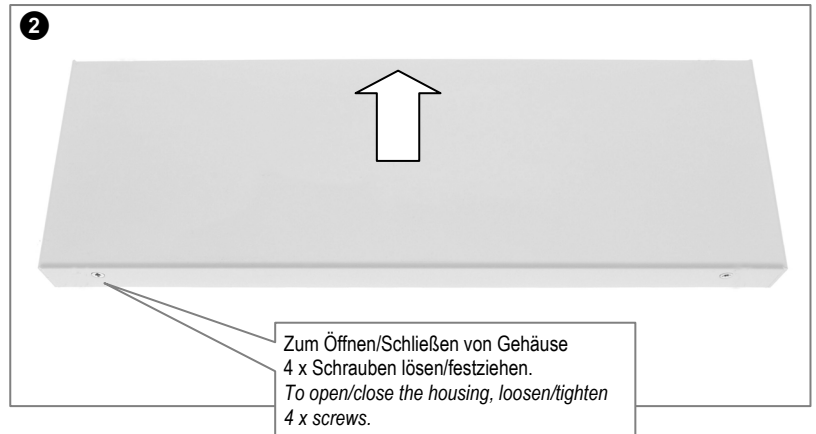 2
Zum Öffnen/Schließen von Gehäuse
4 x Schrauben lösen/festziehen.
To open/close the housing, loosen/tighten
4 x screws.